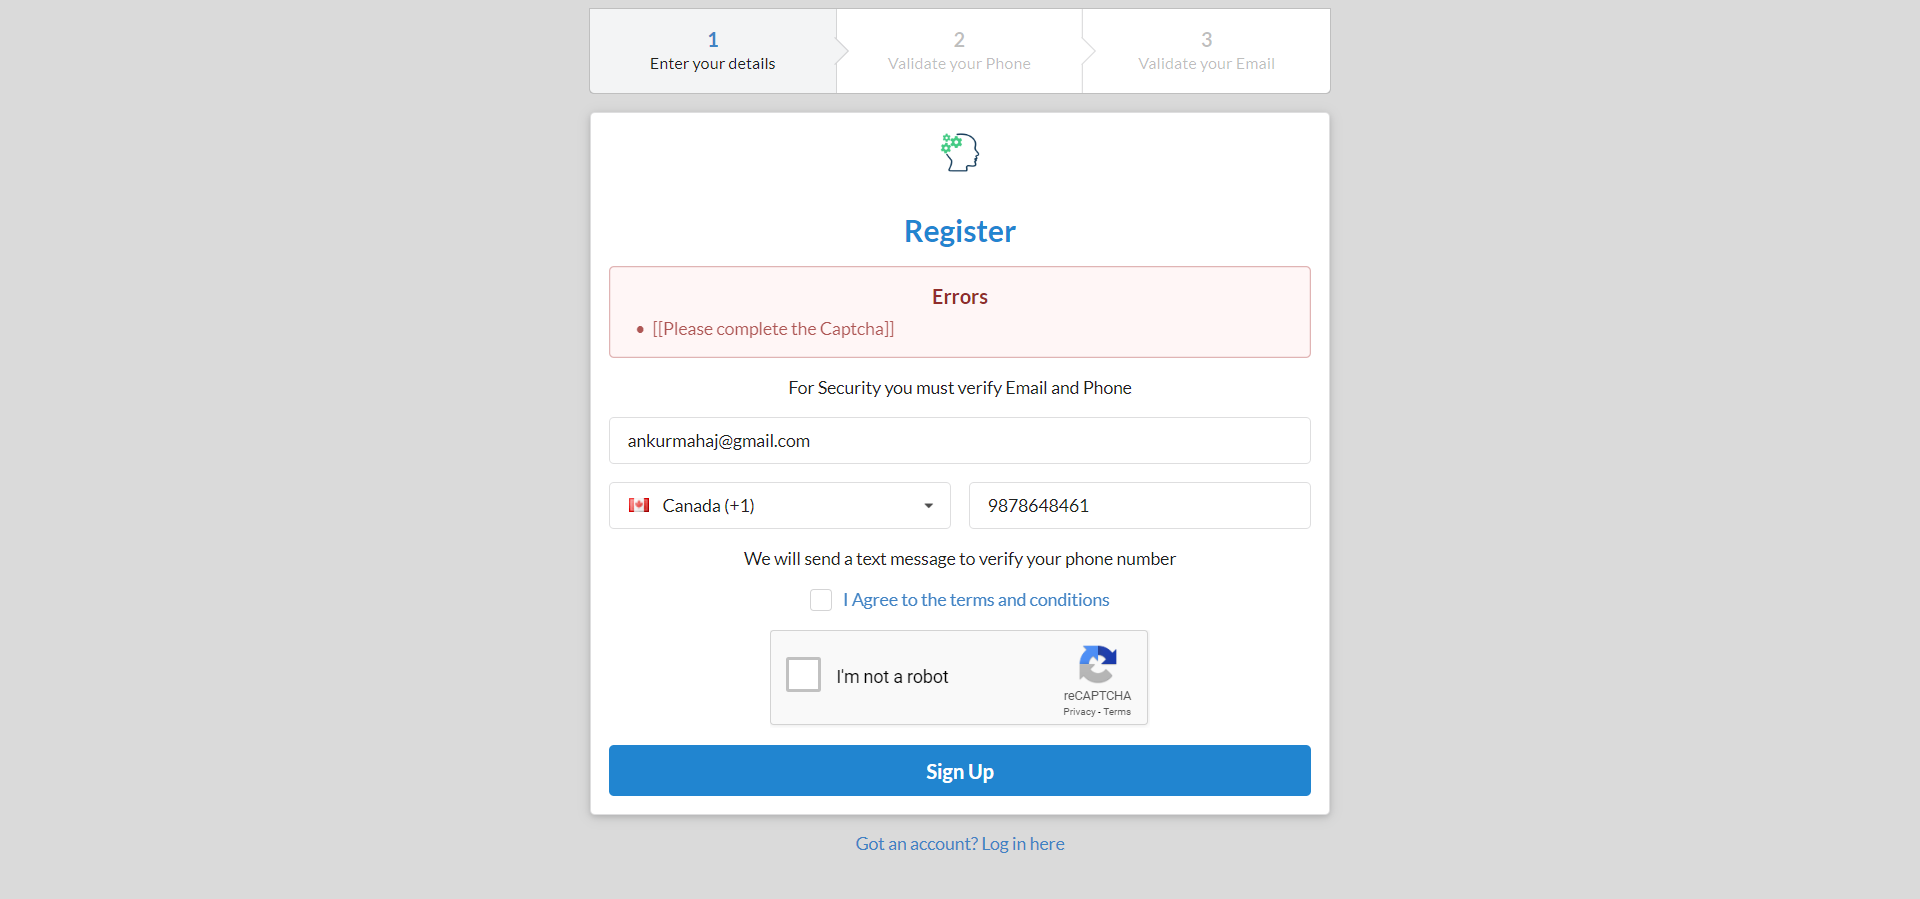 1
Enter your details
2
Validate your Phone
3
Validate your Email
Register
Errors
• [[Please complete the Captcha]]
For Security you must verify Email and Phone
ankurmahaj@gmail.com
Canada (+1)
9878648461
We will send a text message to verify your phone number
I Agree to the terms and conditions
I'm not a robot
reCAPTCHA
Privacy - Terms
Sign Up
Got an account? Log in here